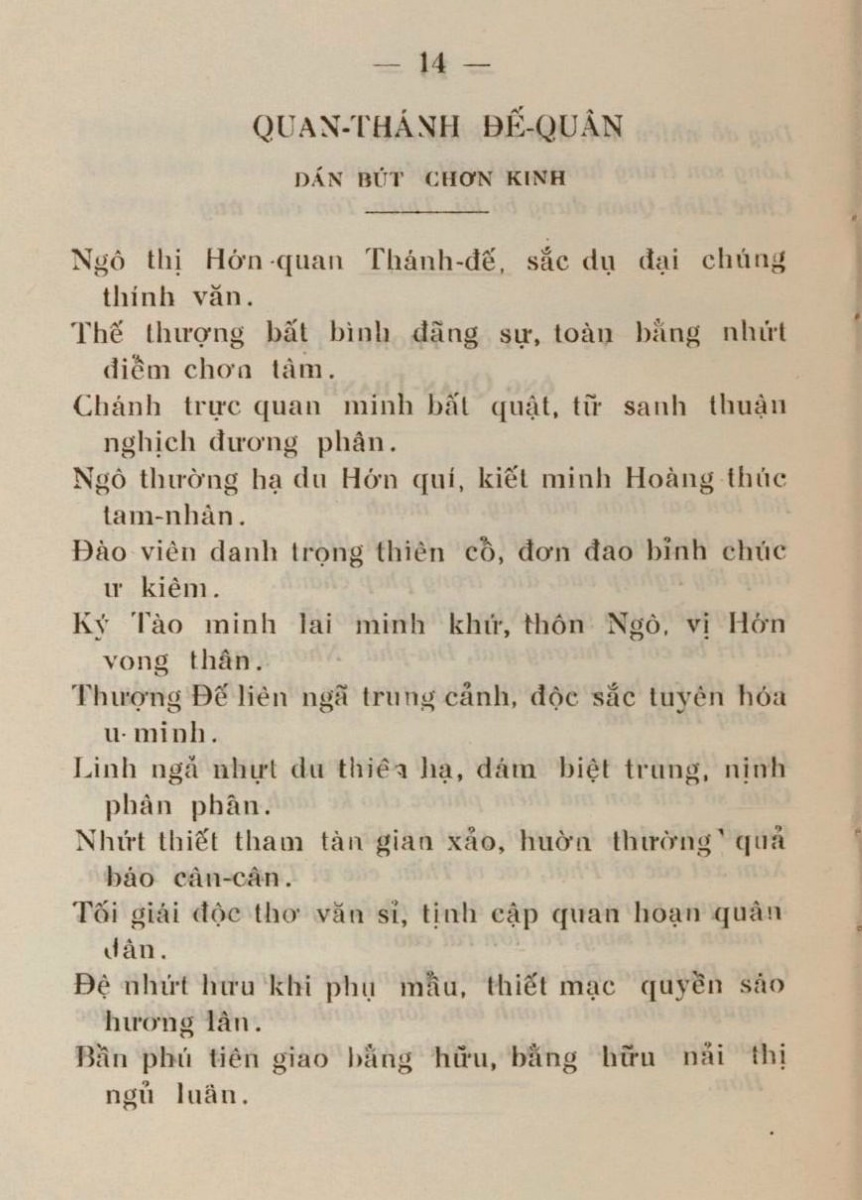 — 14 —
QUAN-THÁNH ĐẾ-QUÂN
DÁN BÚT CHƠN KINH
Ngô thị Hớn-quan Thánh-đế, sắc dụ đại chúng
thính văn.
Thế thượng bất bình đãng sự, toàn bằng nhứt
điểm chơn tâm.
Chánh trực quan minh bất quật, tữ sanh thuận
nghịch đương phân.
Ngô thường hạ du Hớn quí, kiết minh Hoàng thúc
tam-nhàn.
Đào viên danh trọng thiên cổ, đơn đao bỉnh chúc
ư kiêm.
Ký Tào minh lai minh khứ, thôn Ngô, vị Hớn
vong thân.
Thượng Đế liên ngã trung cảnh, độc sắc tuyên hóa
u-minh.
Linh ngả nhựt du thiên hạ, dám biệt trung, nịnh
phân phân.
Nhứt thiết tham tàn gian xảo, huờn thường quả
báo cân-cân.
Tối giái độc thơ văn sỉ, tịnh cập quan hoạn quân
dân.
Đệ nhứt hưu khi phụ mẫu, thiết mạc quyền sáo
hương lân.
Bần phú tiên giao bằng hữu, bằng hữu nải thị
ngủ luân.